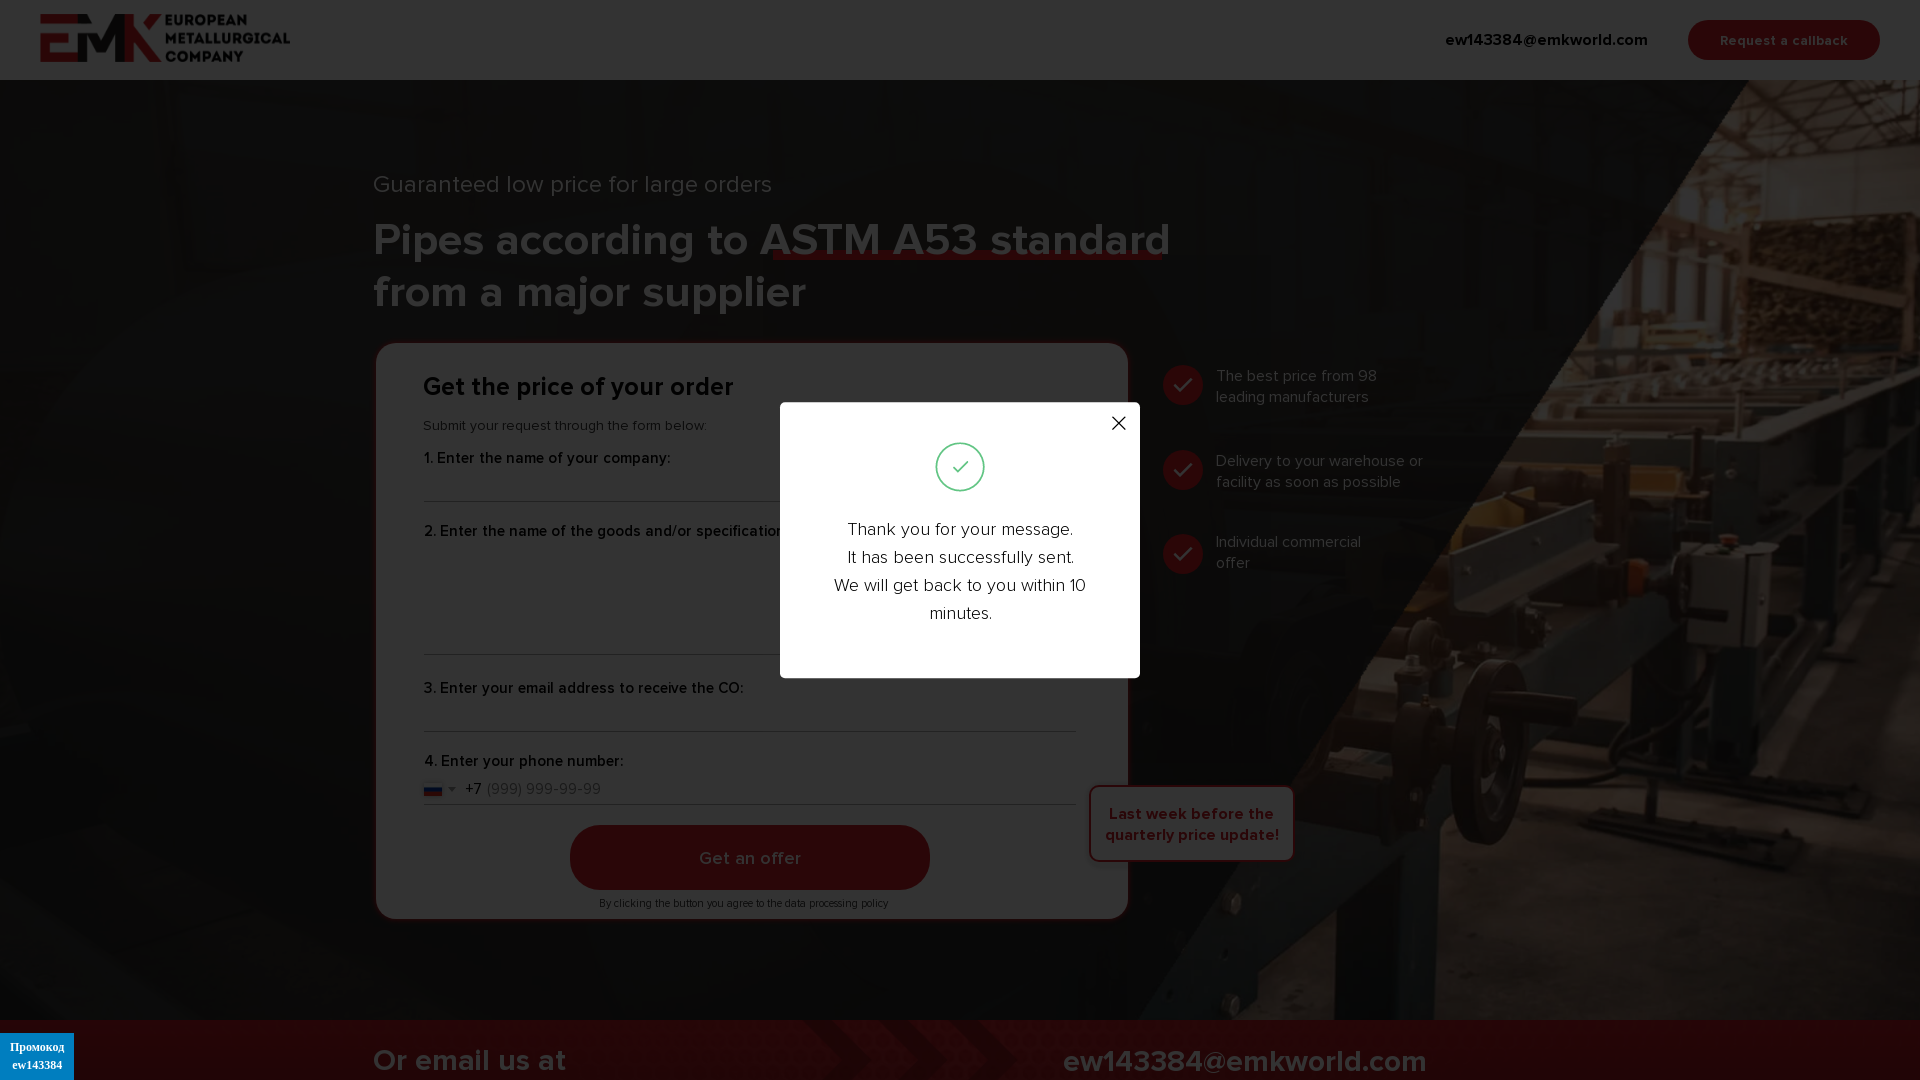 EUROPEAN
METALLURGICAL
COMPANY
EMK
ew143384@emkworld.com
Request a callback
Guaranteed low price for large orders
Pipes according to ASTM A53 standard
from a major supplier
Get the price of your order
Submit your request through the form below:
1. Enter the name of your company:
2. Enter the name of the goods and/or specification
3. Enter your email address to receive the CO:
4. Enter your phone number:
+7 (999) 999-99-99
Get an offer
By clicking the button you agree to the data processing policy
The best price from 98
leading manufacturers
Delivery to your warehouse or
facility as soon as possible
Individual commercial
offer
Last week before the
quarterly price update!
Thank you for your message.
It has been successfully sent.
We will get back to you within 10
minutes.
Or email us at
ew143384@emkworld.com
Промокод
ew143384